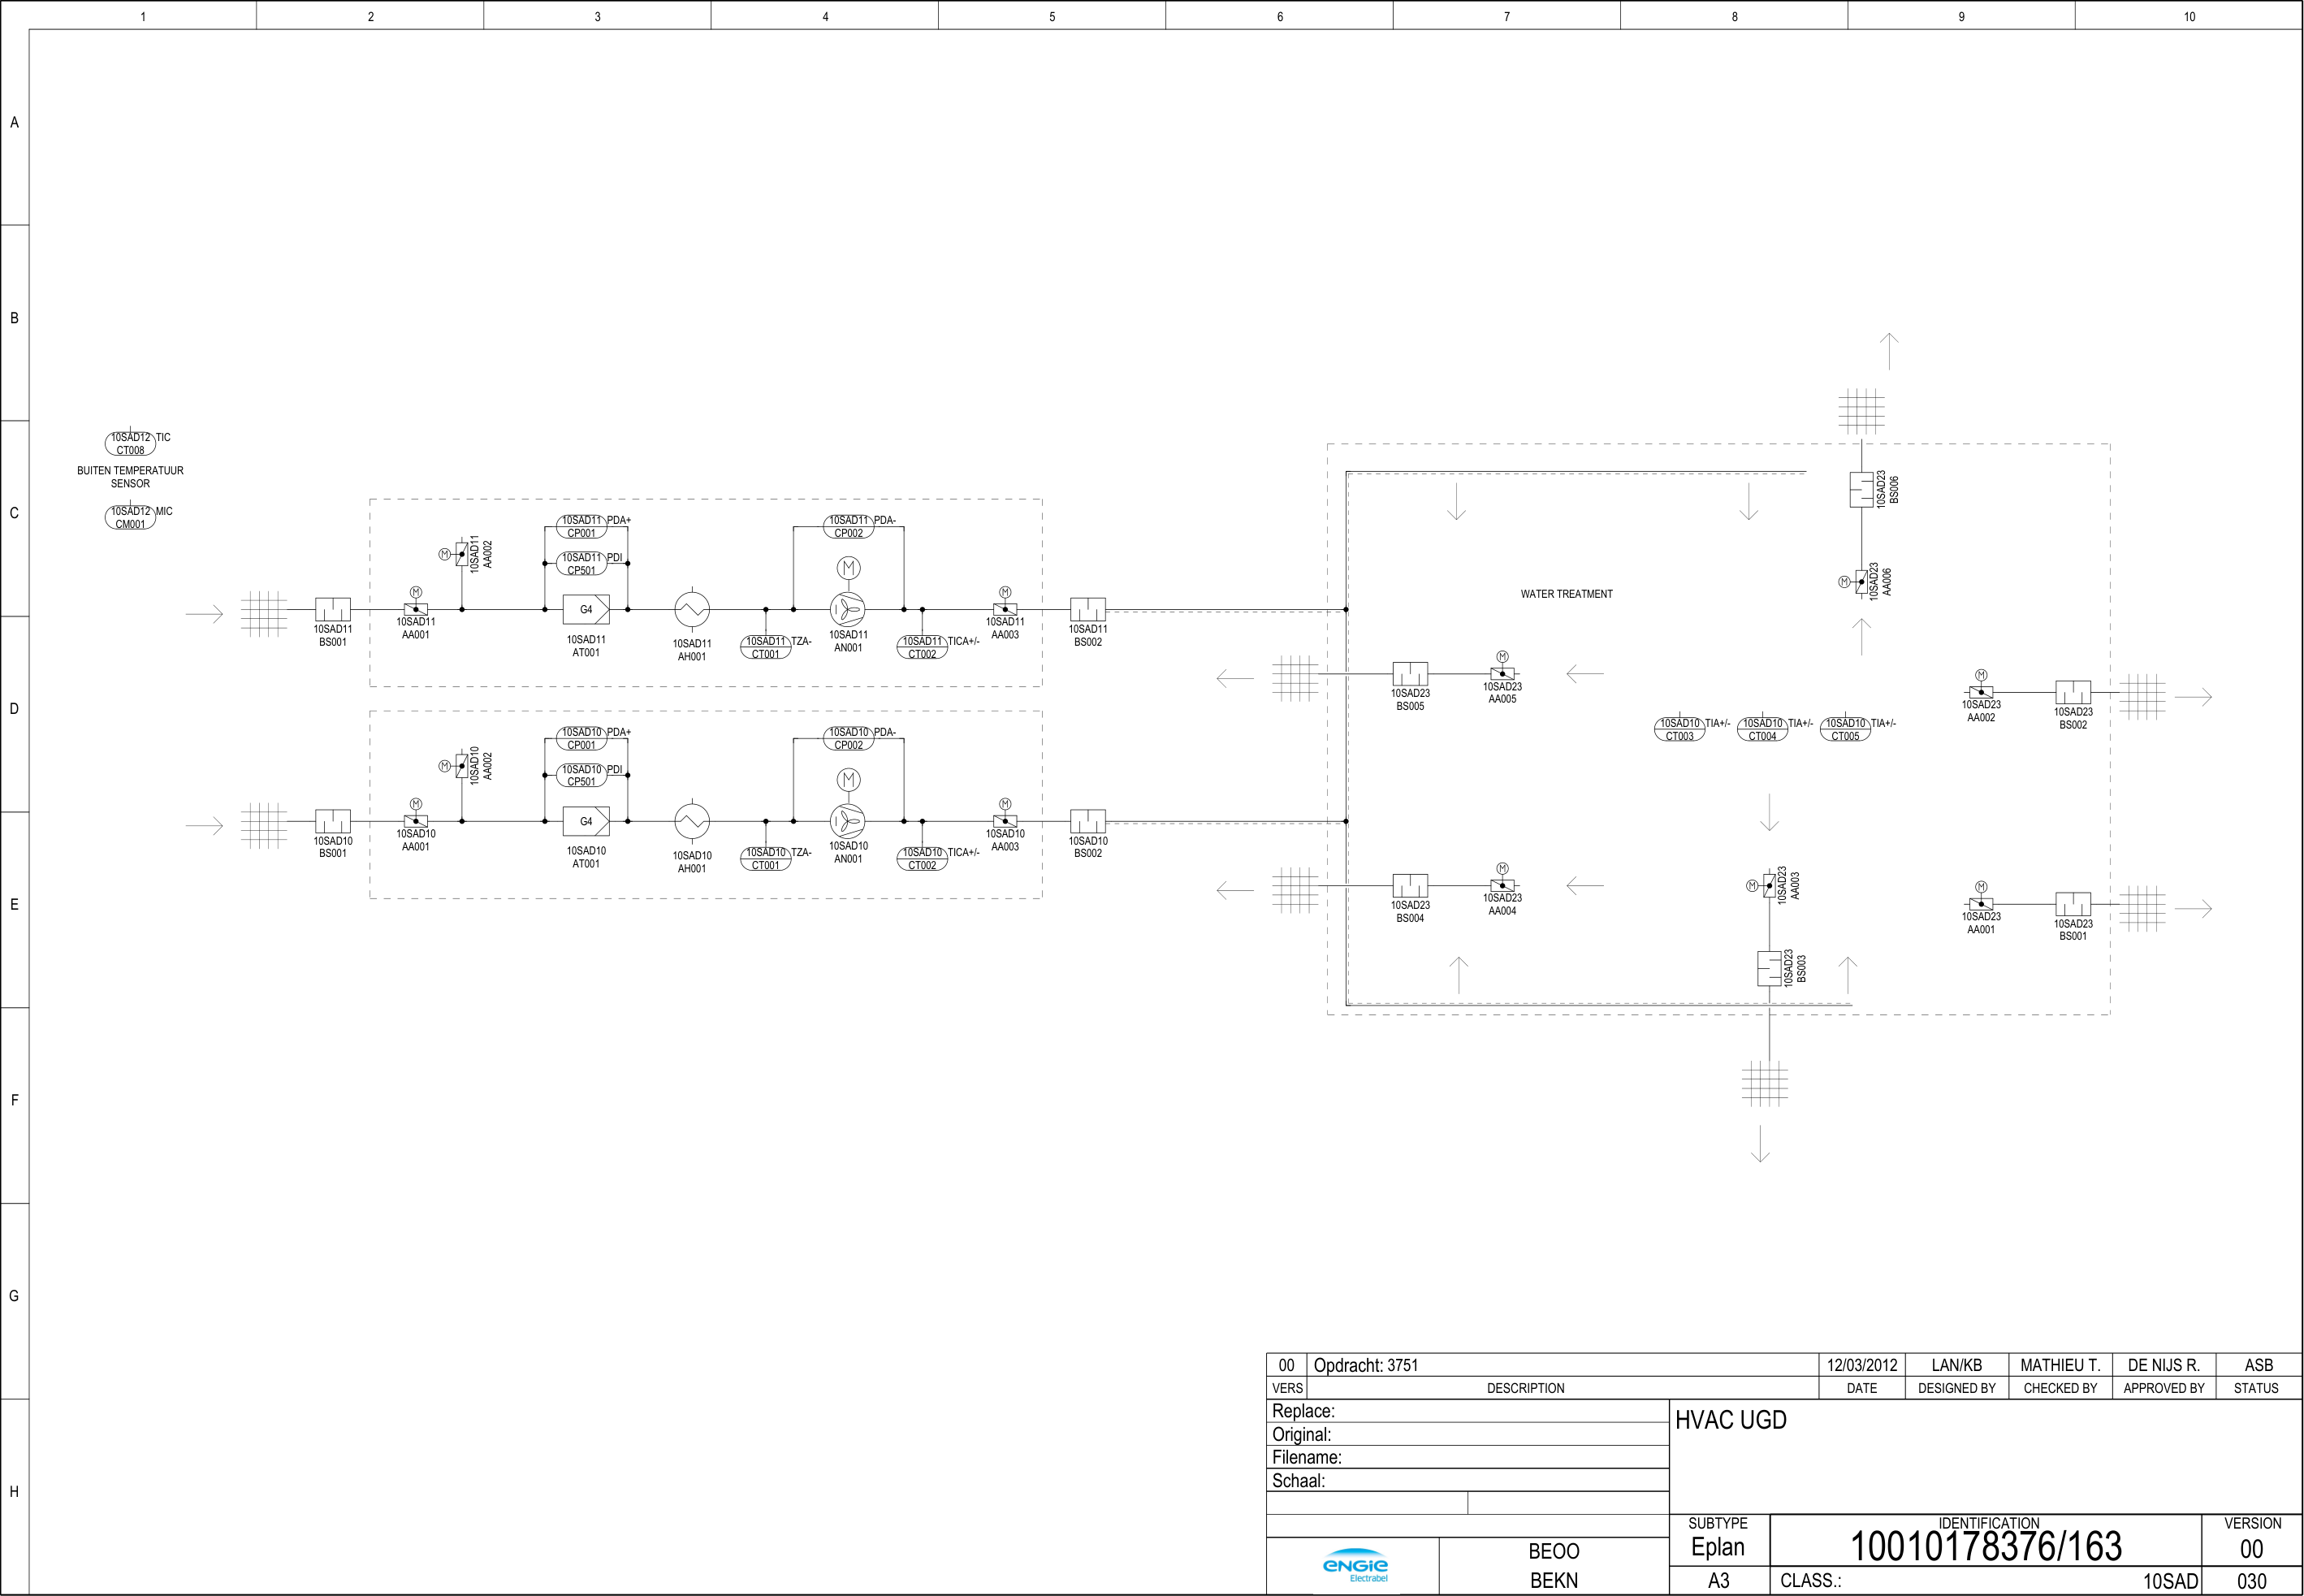 1 2 3 4 5 6 7 8 9 10
A
B
C
D
E
F
G
H
10SAD12 TIC
CT008
BUITEN TEMPERATUUR
SENSOR
10SAD12 MIC
CM001
10SAD11
BS001
10SAD11
AA001
10SAD11
AA002
M
M
10SAD11 PDA+
CP001
10SAD11 PDI
CP501
G4
10SAD11
AT001
10SAD11
AH001
10SAD11 TZA-
CT001
10SAD11 PDA-
CP002
M
10SAD11
AN001
10SAD11 TICA+/-
CT002
M
10SAD11
AA003
10SAD11
BS002
10SAD10
BS001
M
10SAD10
AA001
M
10SAD10
AA002
10SAD10 PDA+
CP001
10SAD10 PDI
CP501
G4
10SAD10
AT001
10SAD10
AH001
10SAD10 TZA-
CT001
10SAD10 PDA-
CP002
M
10SAD10
AN001
10SAD10 TICA+/-
CT002
M
10SAD10
AA003
10SAD10
BS002
WATER TREATMENT
10SAD23
BS006
M
10SAD23
AA006
10SAD23
BS005
M
10SAD23
AA005
10SAD10 TIA+/-
CT003
10SAD10 TIA+/-
CT004
10SAD10 TIA+/-
CT005
M
10SAD23
AA002
10SAD23
BS002
10SAD23
BS004
M
10SAD23
AA004
M
10SAD23
AA003
10SAD23
BS003
M
10SAD23
AA001
10SAD23
BS001
00 Opdracht: 3751 12/03/2012 LAN/KB MATHIEU T. DE NIJS R. ASB
VERS DESCRIPTION DATE DESIGNED BY CHECKED BY APPROVED BY STATUS
Replace:
Original:
Filename:
Schaal:
HVAC UGD
ENGIE
Electrabel
BEOO
BEKN
SUBTYPE
Eplan
A3
IDENTIFICATION
10010178376/163
CLASS.: 10SAD
VERSION
00
030